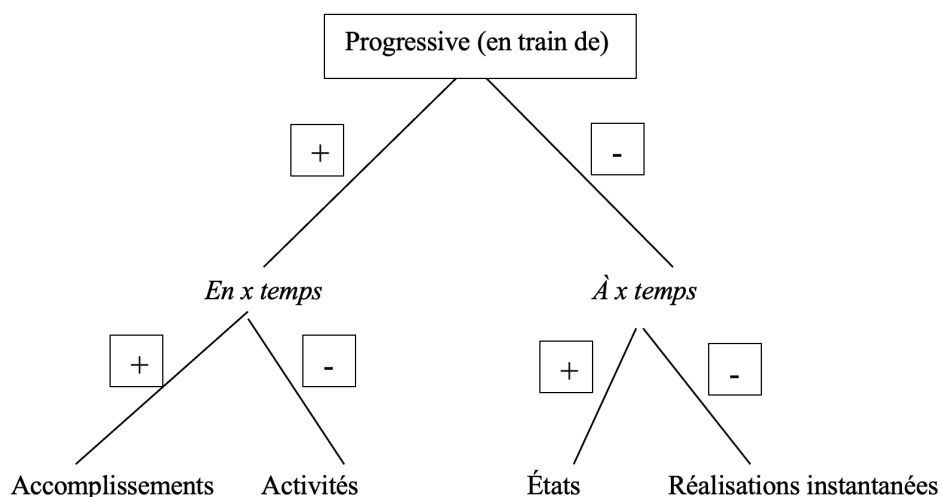 Progressive (en train de)
+
-
En x temps
À x temps
+
-
+
-
Accomplissements
Activités
États
Réalisations instantanées